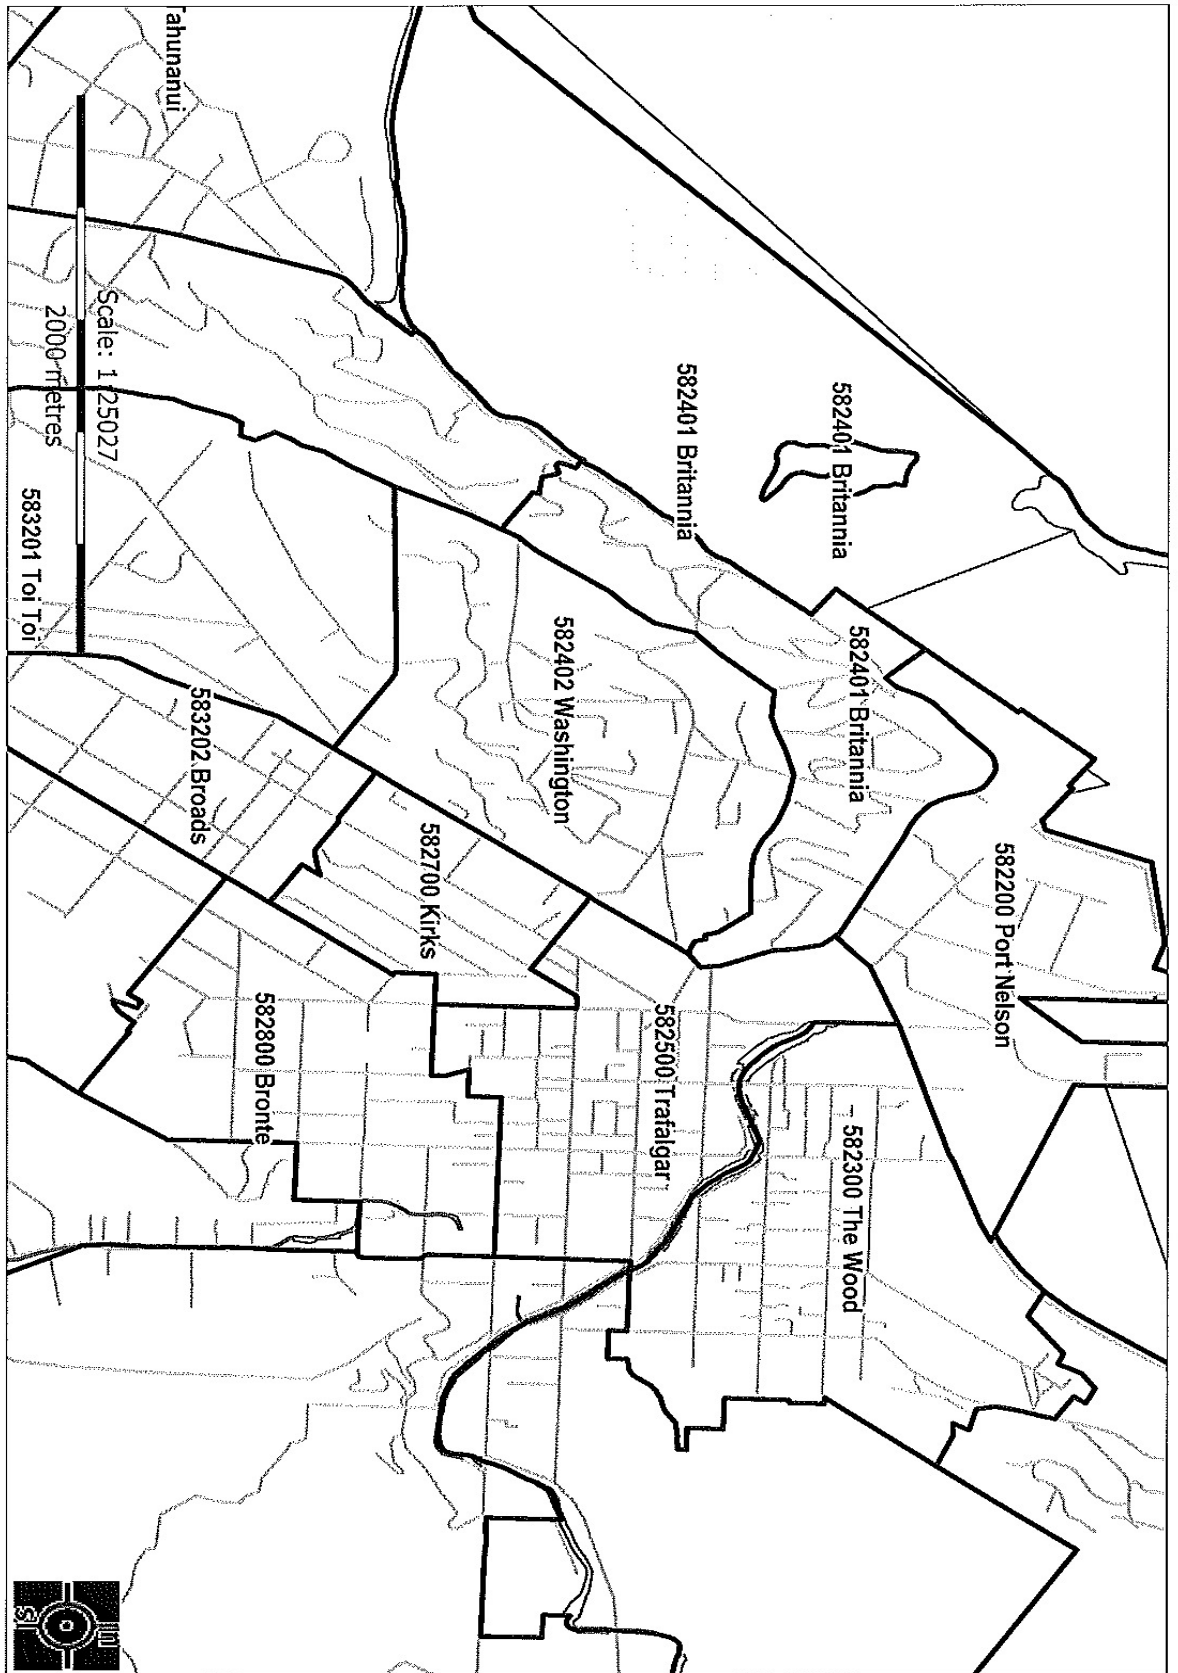 Tahunanui
Scale: 1:25027
2000 metres
583201 Toi Toi
582401 Britannia
582401 Britannia
582401 Britannia
582402 Washington
583202 Broads
582700 Kirks
582200 Port Nelson
582800 Bronte
582500 Trafalgar
582300 The Wood